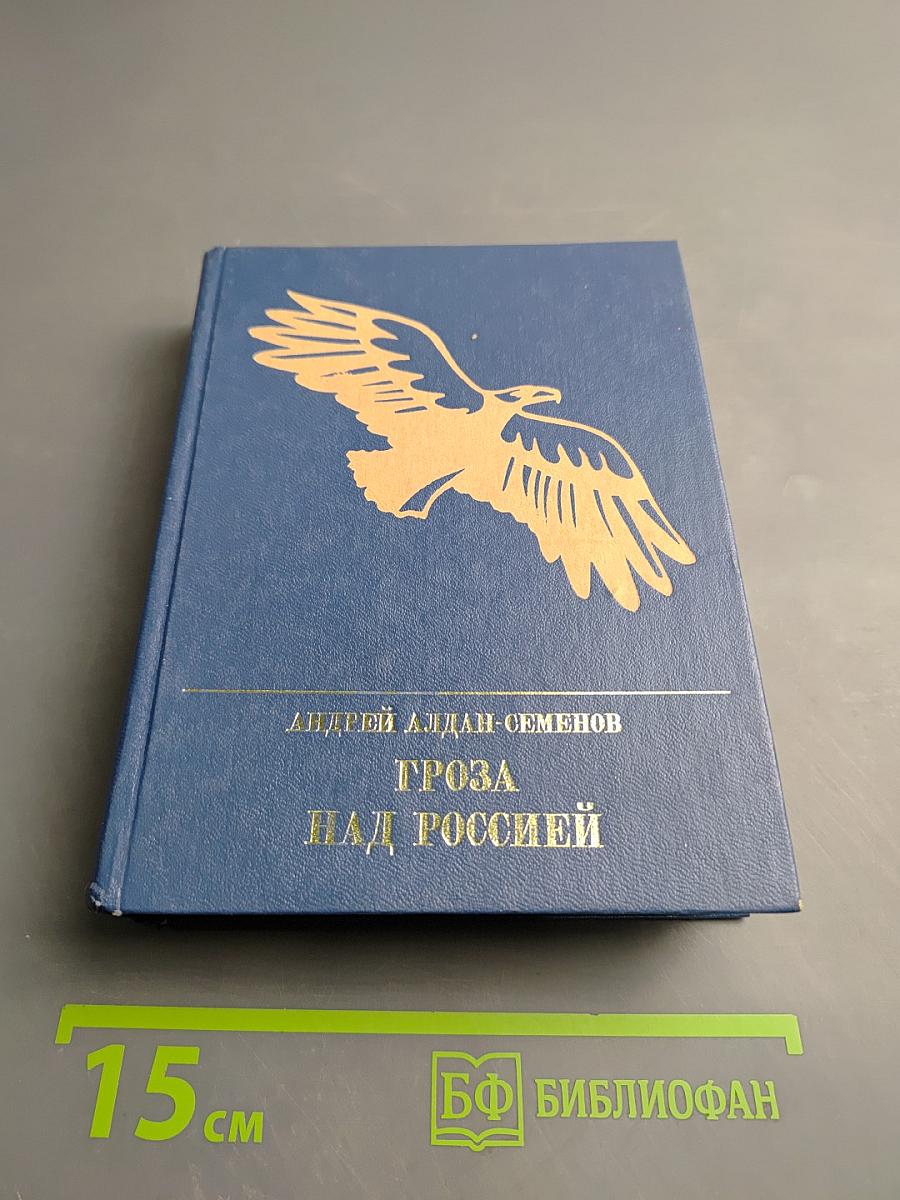 АНДРЕЙ АЛДАН-СЕМЕНОВ
ГРОЗА
НАД РОССИЕЙ
15 см
БФ БИБЛИОФАН